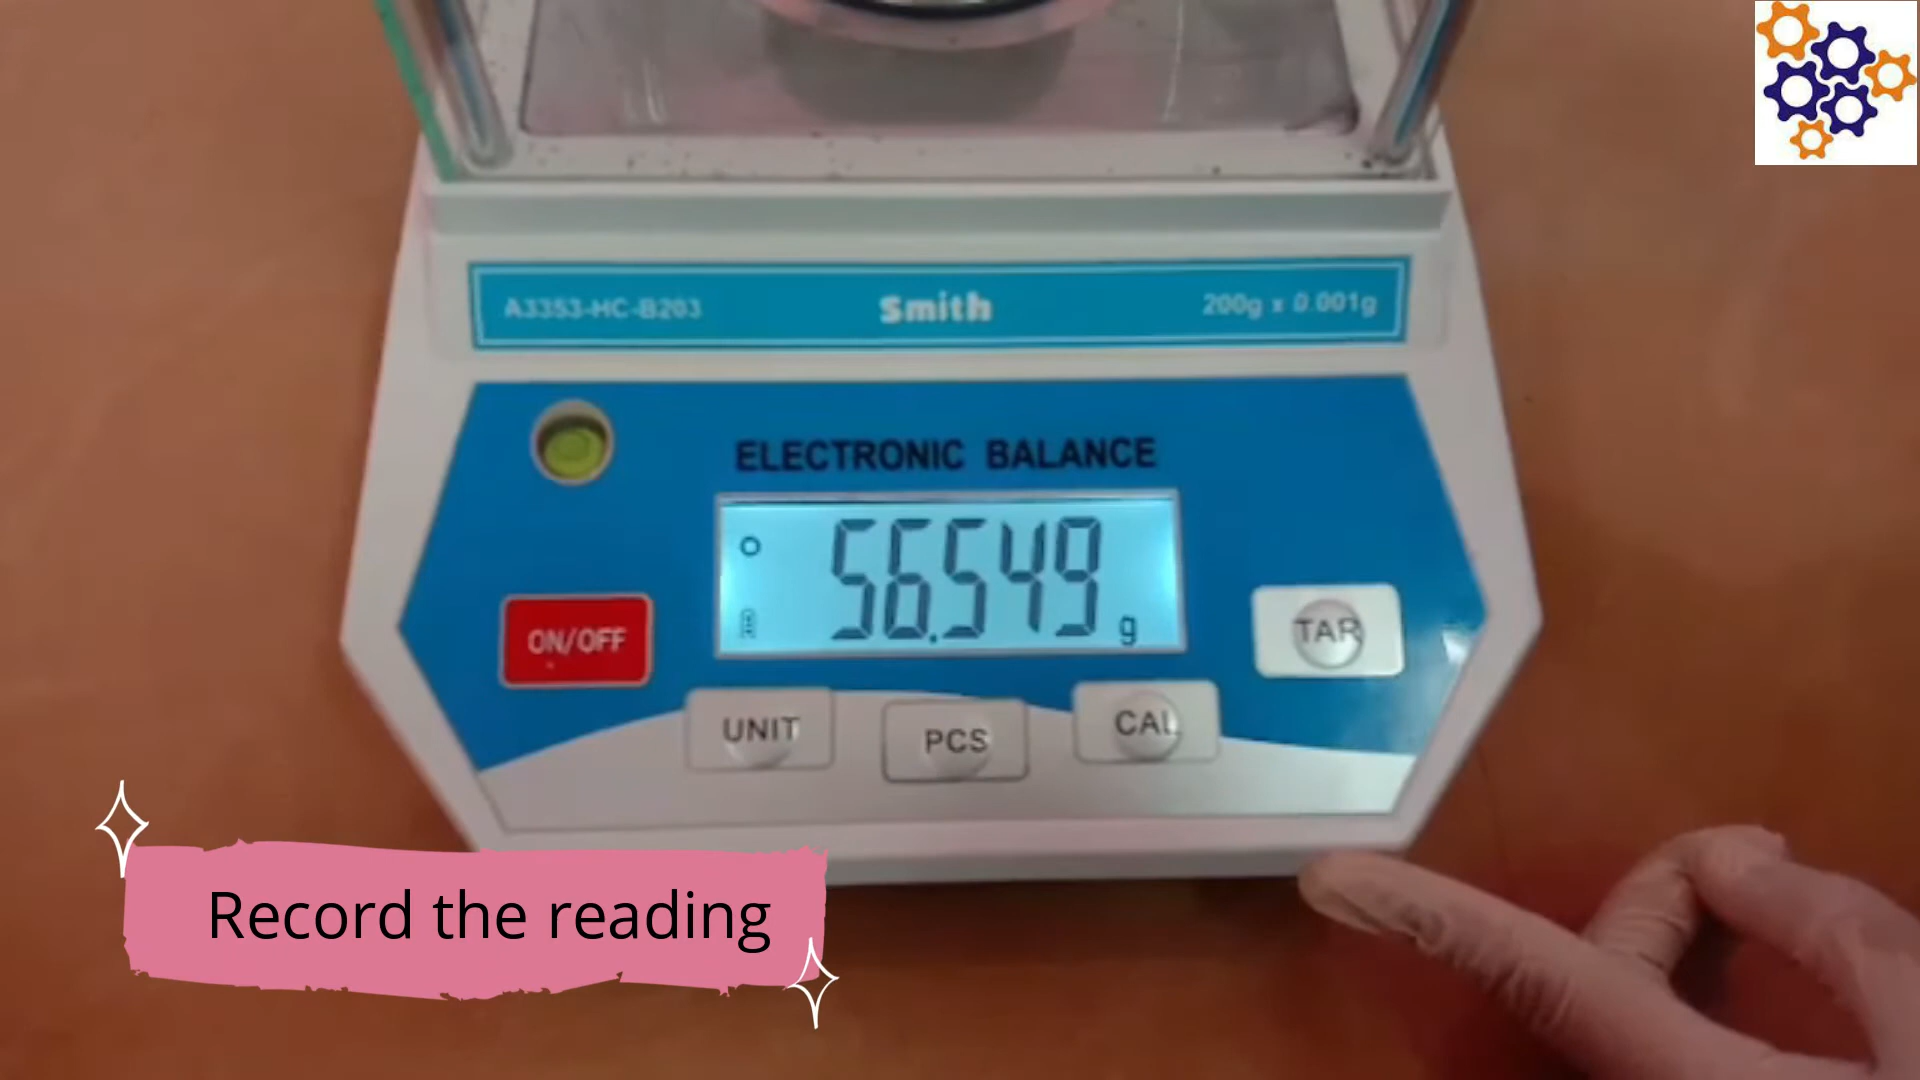 A3353-HC-B203 Smith 200g x 0.001g
ELECTRONIC BALANCE
56.549 g
ON/OFF
TAR
UNIT PCS CAL
Record the reading